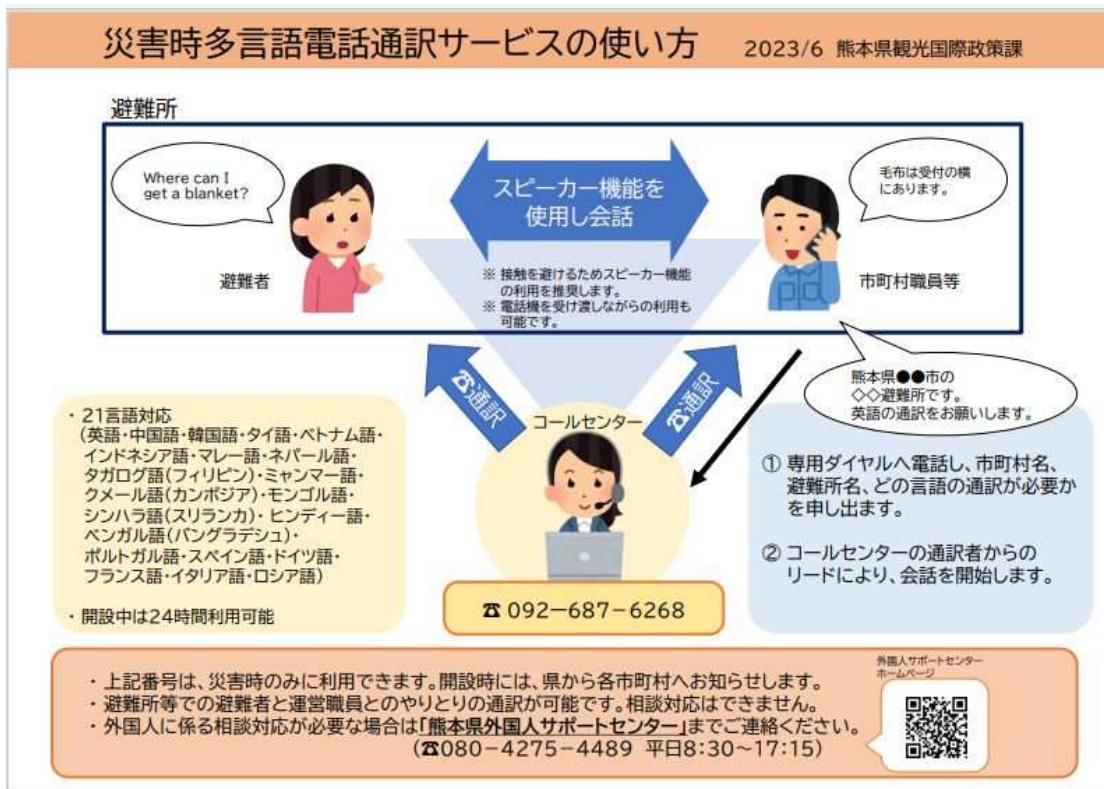 災害時多言語電話通訳サービスの使い方
2023/6 熊本県観光国際政策課
避難所
Where can I
get a blanket?
避難者
スピーカー機能を
使用し会話
※ 接触を避けるためスピーカー機能
の利用を推奨します。
※ 電話機を受け渡しながらの利用も
可能です。
毛布は受付の横
にあります。
市町村職員等
☎通訳
☎通訳
熊本県●●市の
◇◇避難所です。
英語の通訳をお願いします。
・ 21言語対応
(英語・中国語・韓国語・タイ語・ベトナム語・
インドネシア語・マレー語・ネパール語・
タガログ語(フィリピン)・ミャンマー語・
クメール語(カンボジア)・モンゴル語・
シンハラ語(スリランカ)・ヒンディー語・
ベンガル語(バングラデシュ)・
ポルトガル語・スペイン語・ドイツ語・
フランス語・イタリア語・ロシア語)
・ 開設中は24時間利用可能
コールセンター
☎ 092-687-6268
① 専用ダイヤルへ電話し、市町村名、
避難所名、どの言語の通訳が必要か
を申し出ます。
② コールセンターの通訳者からの
リードにより、会話を開始します。
・ 上記番号は、災害時のみに利用できます。開設時には、県から各市町村へお知らせします。
・ 避難所等での避難者と運営職員とのやりとりの通訳が可能です。相談対応はできません。
・ 外国人に係る相談対応が必要な場合は「熊本県外国人サポートセンター」までご連絡ください。
(☎080-4275-4489 平日8:30~17:15)
外国人サポートセンター
ホームページ